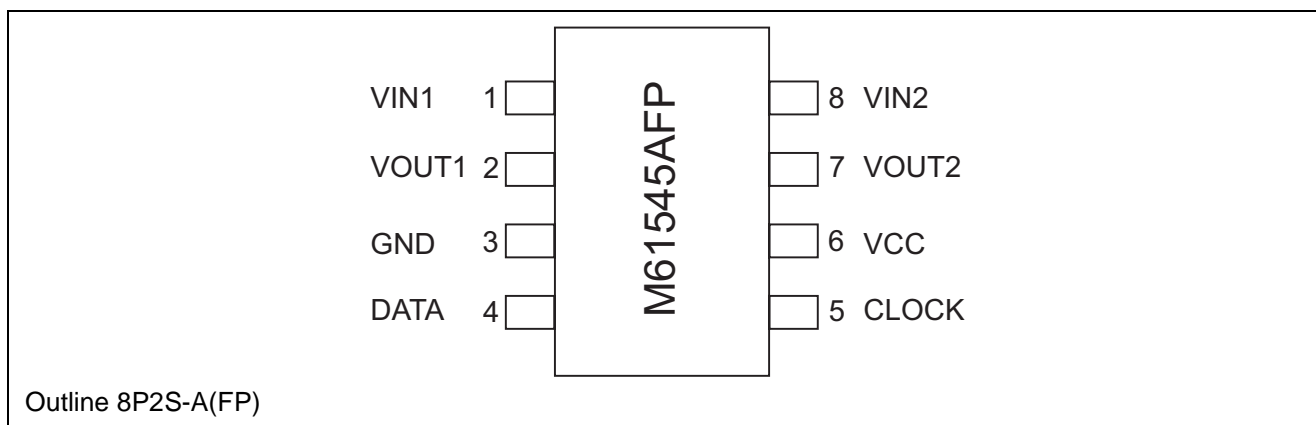 VIN1 1 8 VIN2
VOUT1 2 7 VOUT2
GND 3 6 VCC
DATA 4 5 CLOCK
M61545AFP
Outline 8P2S-A(FP)